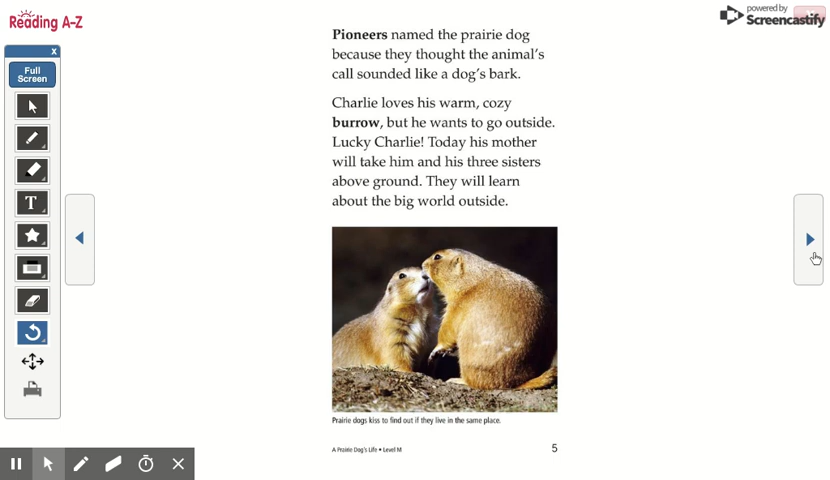 Reading A-Z
powered by
Screencastify
x
Full
Screen
T
Pioneers named the prairie dog
because they thought the animal's
call sounded like a dog's bark.
Charlie loves his warm, cozy
burrow, but he wants to go outside.
Lucky Charlie! Today his mother
will take him and his three sisters
above ground. They will learn
about the big world outside.
Prairie dogs kiss to find out if they live in the same place.
A Prairie Dog's Life • Level M
5